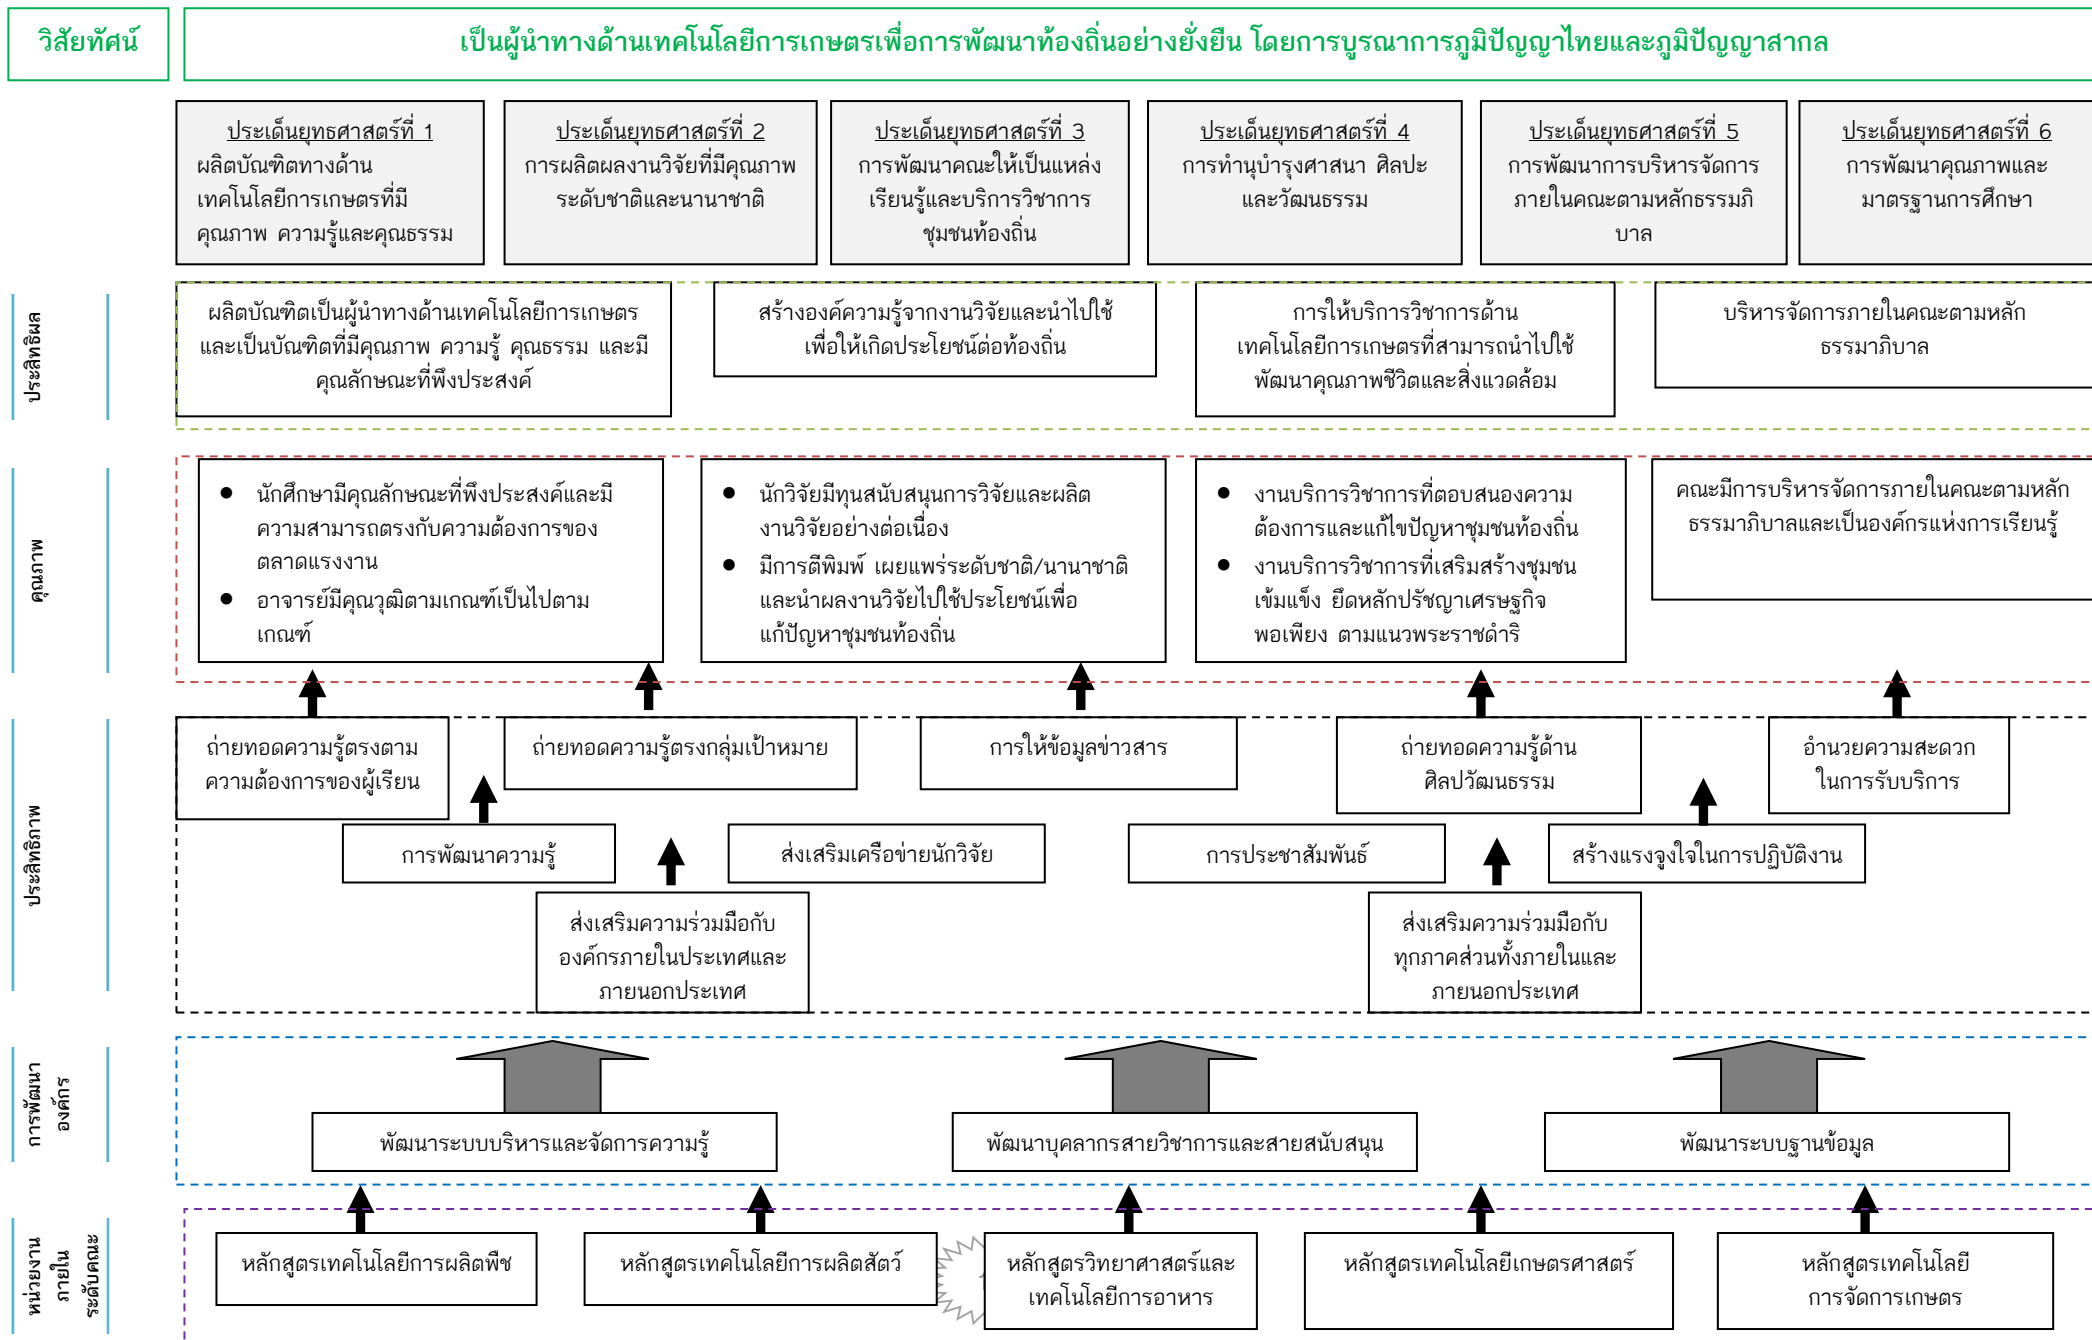 วิสัยทัศน์
เป็นผู้นำทางด้านเทคโนโลยีการเกษตรเพื่อการพัฒนาท้องถิ่นอย่างยั่งยืน โดยการบูรณาการภูมิปัญญาไทยและภูมิปัญญาสากล
ประเด็นยุทธศาสตร์ที่ 1
ผลิตบัณฑิตทางด้าน
เทคโนโลยีการเกษตรที่มี
คุณภาพ ความรู้และคุณธรรม
ประเด็นยุทธศาสตร์ที่ 2
การผลิตผลงานวิจัยที่มีคุณภาพ
ระดับชาติและนานาชาติ
ประเด็นยุทธศาสตร์ที่ 3
การพัฒนาคณะให้เป็นแหล่ง
เรียนรู้และบริการวิชาการ
ชุมชนท้องถิ่น
ประเด็นยุทธศาสตร์ที่ 4
การทำนุบำรุงศาสนา ศิลปะ
และวัฒนธรรม
ประเด็นยุทธศาสตร์ที่ 5
การพัฒนาการบริหารจัดการ
ภายในคณะตามหลักธรรมภิ
บาล
ประเด็นยุทธศาสตร์ที่ 6
การพัฒนาคุณภาพและ
มาตรฐานการศึกษา
ประสิทธิผล
ผลิตบัณฑิตเป็นผู้นำทางด้านเทคโนโลยีการเกษตร
และเป็นบัณฑิตที่มีคุณภาพ ความรู้ คุณธรรม และมี
คุณลักษณะที่พึงประสงค์
สร้างองค์ความรู้จากงานวิจัยและนำไปใช้
เพื่อให้เกิดประโยชน์ต่อท้องถิ่น
การให้บริการวิชาการด้าน
เทคโนโลยีการเกษตรที่สามารถนำไปใช้
พัฒนาคุณภาพชีวิตและสิ่งแวดล้อม
บริหารจัดการภายในคณะตามหลัก
ธรรมาภิบาล
คุณภาพ
● นักศึกษามีคุณลักษณะที่พึงประสงค์และมี
ความสามารถตรงกับความต้องการของ
ตลาดแรงงาน
● อาจารย์มีคุณวุฒิตามเกณฑ์เป็นไปตาม
เกณฑ์
● นักวิจัยมีทุนสนับสนุนการวิจัยและผลิต
งานวิจัยอย่างต่อเนื่อง
● มีการตีพิมพ์ เผยแพร่ระดับชาติ/นานาชาติ
และนำผลงานวิจัยไปใช้ประโยชน์เพื่อ
แก้ปัญหาชุมชนท้องถิ่น
● งานบริการวิชาการที่ตอบสนองความ
ต้องการและแก้ไขปัญหาชุมชนท้องถิ่น
● งานบริการวิชาการที่เสริมสร้างชุมชน
เข้มแข็ง ยึดหลักปรัชญาเศรษฐกิจ
พอเพียง ตามแนวพระราชดำริ
คณะมีการบริหารจัดการภายในคณะตามหลัก
ธรรมาภิบาลและเป็นองค์กรแห่งการเรียนรู้
ประสิทธิภาพ
ถ่ายทอดความรู้ตรงตาม
ความต้องการของผู้เรียน
ถ่ายทอดความรู้ตรงกลุ่มเป้าหมาย
การให้ข้อมูลข่าวสาร
ถ่ายทอดความรู้ด้าน
ศิลปวัฒนธรรม
อำนวยความสะดวก
ในการรับบริการ
การพัฒนาความรู้
ส่งเสริมเครือข่ายนักวิจัย
การประชาสัมพันธ์
สร้างแรงจูงใจในการปฏิบัติงาน
ส่งเสริมความร่วมมือกับ
องค์กรภายในประเทศและ
ภายนอกประเทศ
ส่งเสริมความร่วมมือกับ
ทุกภาคส่วนทั้งภายในและ
ภายนอกประเทศ
การพัฒนา
องค์กร
พัฒนาระบบบริหารและจัดการความรู้
พัฒนาบุคลากรสายวิชาการและสายสนับสนุน
พัฒนาระบบฐานข้อมูล
หน่วยงาน
ภายใน
ระดับคณะ
หลักสูตรเทคโนโลยีการผลิตพืช
หลักสูตรเทคโนโลยีการผลิตสัตว์
หลักสูตรวิทยาศาสตร์และ
เทคโนโลยีการอาหาร
หลักสูตรเทคโนโลยีเกษตรศาสตร์
หลักสูตรเทคโนโลยี
การจัดการเกษตร